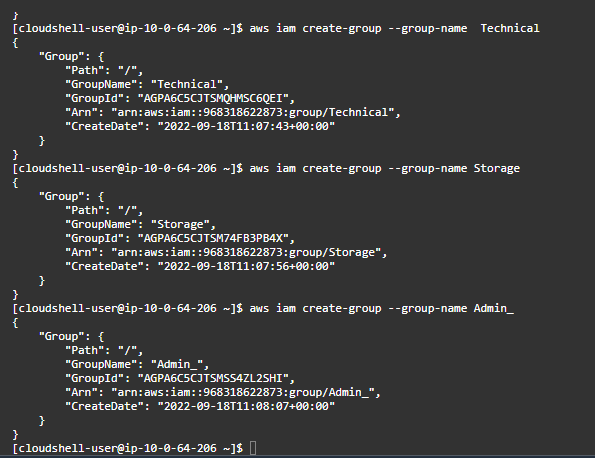 }
[cloudshell-user@ip-10-0-64-206 ~]$ aws iam create-group --group-name  Technical
{
    "Group": {
        "Path": "/",
        "GroupName": "Technical",
        "GroupId": "AGPA6C5CJTSMQHMSC6QEI",
        "Arn": "arn:aws:iam::968318622873:group/Technical",
        "CreateDate": "2022-09-18T11:07:43+00:00"
    }
}
[cloudshell-user@ip-10-0-64-206 ~]$ aws iam create-group --group-name Storage
{
    "Group": {
        "Path": "/",
        "GroupName": "Storage",
        "GroupId": "AGPA6C5CJTSM74FB3PB4X",
        "Arn": "arn:aws:iam::968318622873:group/Storage",
        "CreateDate": "2022-09-18T11:07:56+00:00"
    }
}
[cloudshell-user@ip-10-0-64-206 ~]$ aws iam create-group --group-name Admin_
{
    "Group": {
        "Path": "/",
        "GroupName": "Admin_",
        "GroupId": "AGPA6C5CJTSMSS4ZL2SHI",
        "Arn": "arn:aws:iam::968318622873:group/Admin_",
        "CreateDate": "2022-09-18T11:08:07+00:00"
    }
}
[cloudshell-user@ip-10-0-64-206 ~]$